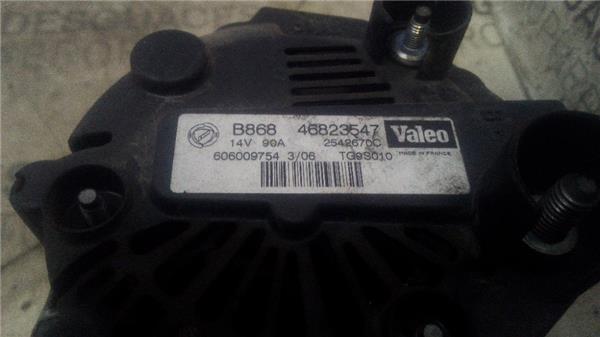 B868 46823547
14V 90A 2542670C
606009754 3/06 TG9S010
Valeo
MADE IN FRANCE